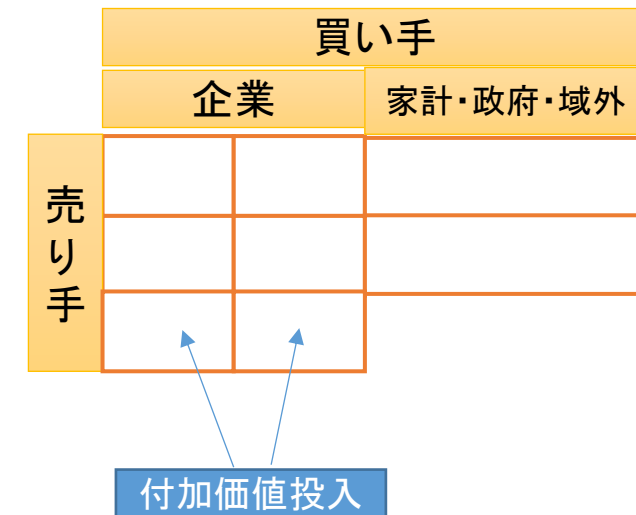 買い手
企業
家計・政府・域外
売り手
付加価値投入